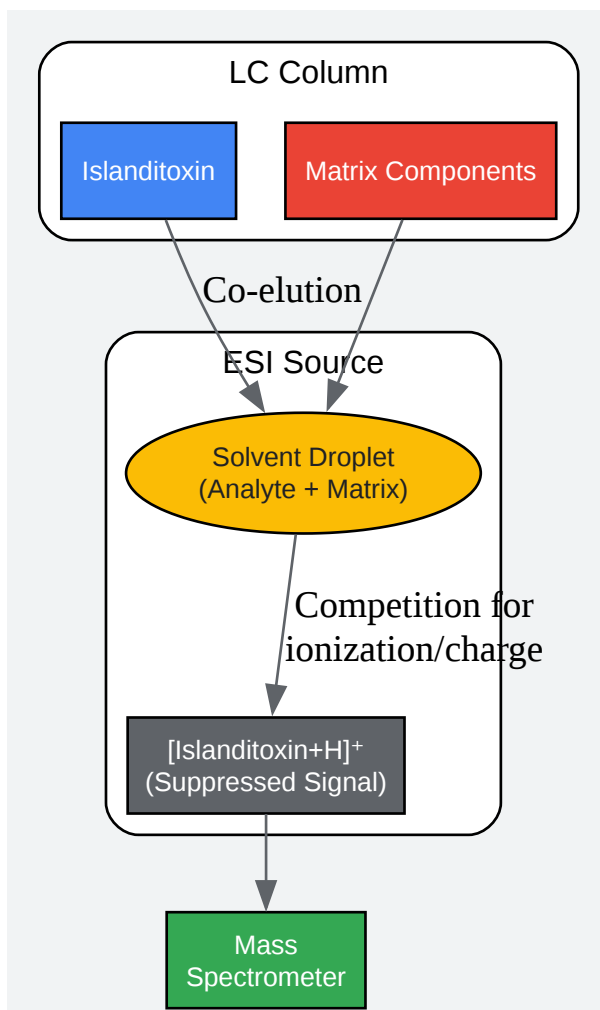 LC Column
Islanditoxin
Matrix Components
Co-elution
ESI Source
Solvent Droplet
(Analyte + Matrix)
Competition for
ionization/charge
[Islanditoxin+H]⁺
(Suppressed Signal)
Mass
Spectrometer